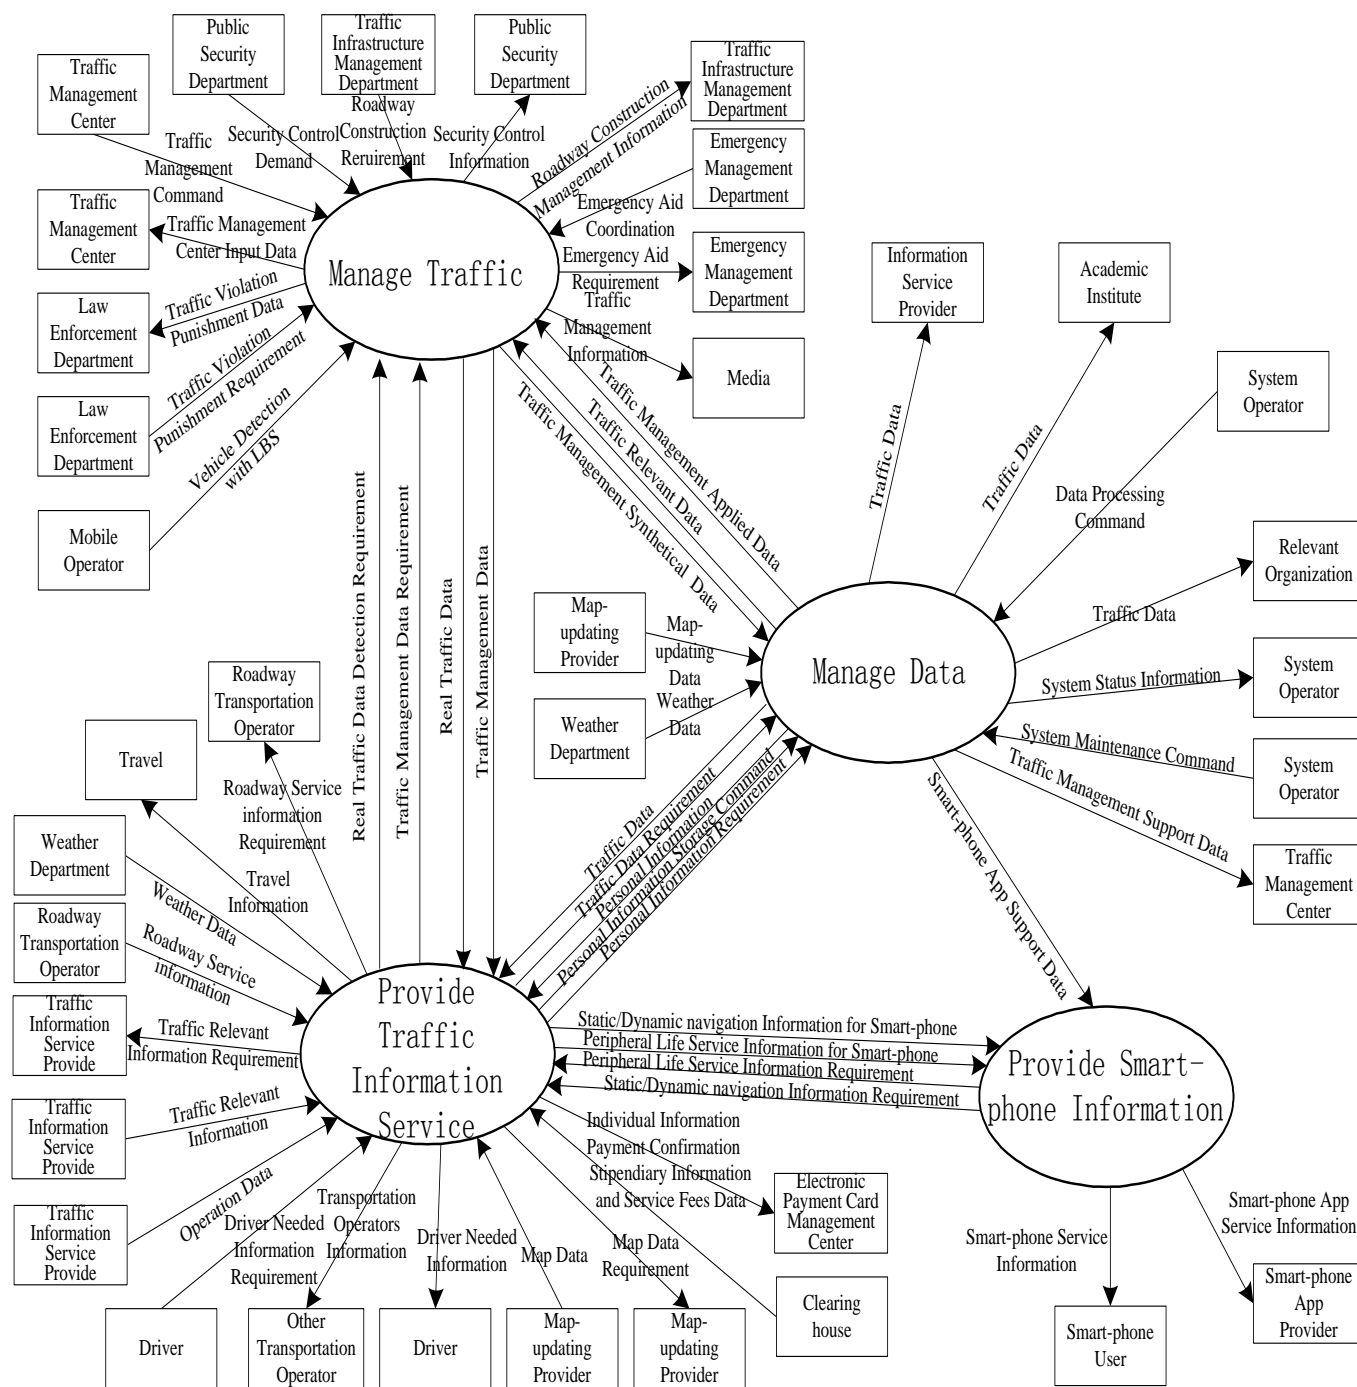 Traffic
Management
Center
Public
Security
Department
Traffic
Infrastructure
Management
Department
Public
Security
Department
Traffic
Infrastructure
Management
Department
Traffic
Management
Command
Security Control
Demand
Roadway
Construction
Reruirement
Security Control
Information
Roadway Construction
Management Information
Emergency
Management
Department
Emergency Aid
Coordination
Traffic
Management
Center
Traffic Management
Center Input Data
Manage Traffic
Emergency Aid
Requirement
Emergency
Management
Department
Law
Enforcement
Department
Traffic Violation
Punishment Data
Traffic
Management
Information
Media
Law
Enforcement
Department
Traffic Violation
Punishment Requirement
Mobile
Operator
Vehicle Detection
with LBS
Information
Service
Provider
Academic
Institute
System
Operator
Traffic Data
Traffic Data
Data Processing
Command
Traffic Management Applied Data
Traffic Relevant Data
Traffic Management Synthetical Data
Real Traffic Data Detection Requirement
Traffic Management Data Requirement
Real Traffic Data
Traffic Management Data
Map-
updating
Provider
Map-
updating
Data
Weather
Department
Weather
Data
Manage Data
Relevant
Organization
Traffic Data
System
Operator
System Status Information
System
Operator
System Maintenance Command
Traffic Management Support Data
Traffic
Management
Center
Smart-phone App Support Data
Roadway
Transportation
Operator
Roadway Service
information
Requirement
Travel
Travel
Information
Traffic Data
Traffic Data Requirement
Personal Information
Personal Information Storage Command
Personal Information Requirement
Weather
Department
Weather Data
Roadway
Transportation
Operator
Roadway Service
information
Traffic
Information
Service
Provide
Traffic Relevant
Information Requirement
Provide
Traffic
Information
Service
Static/Dynamic navigation Information for Smart-phone
Peripheral Life Service Information for Smart-phone
Peripheral Life Service Information Requirement
Static/Dynamic navigation Information Requirement
Provide Smart-
phone Information
Traffic
Information
Service
Provide
Traffic Relevant
Information
Traffic
Information
Service
Provide
Operation Data
Individual Information
Payment Confirmation
Stipendiary Information
and Service Fees Data
Electronic
Payment Card
Management
Center
Driver Needed
Information
Requirement
Transportation
Operators
Information
Driver Needed
Information
Map Data
Map Data
Requirement
Smart-phone Service
Information
Smart-phone App
Service Information
Driver
Other
Transportation
Operator
Driver
Map-
updating
Provider
Map-
updating
Provider
Clearing
house
Smart-phone
User
Smart-phone
App
Provider